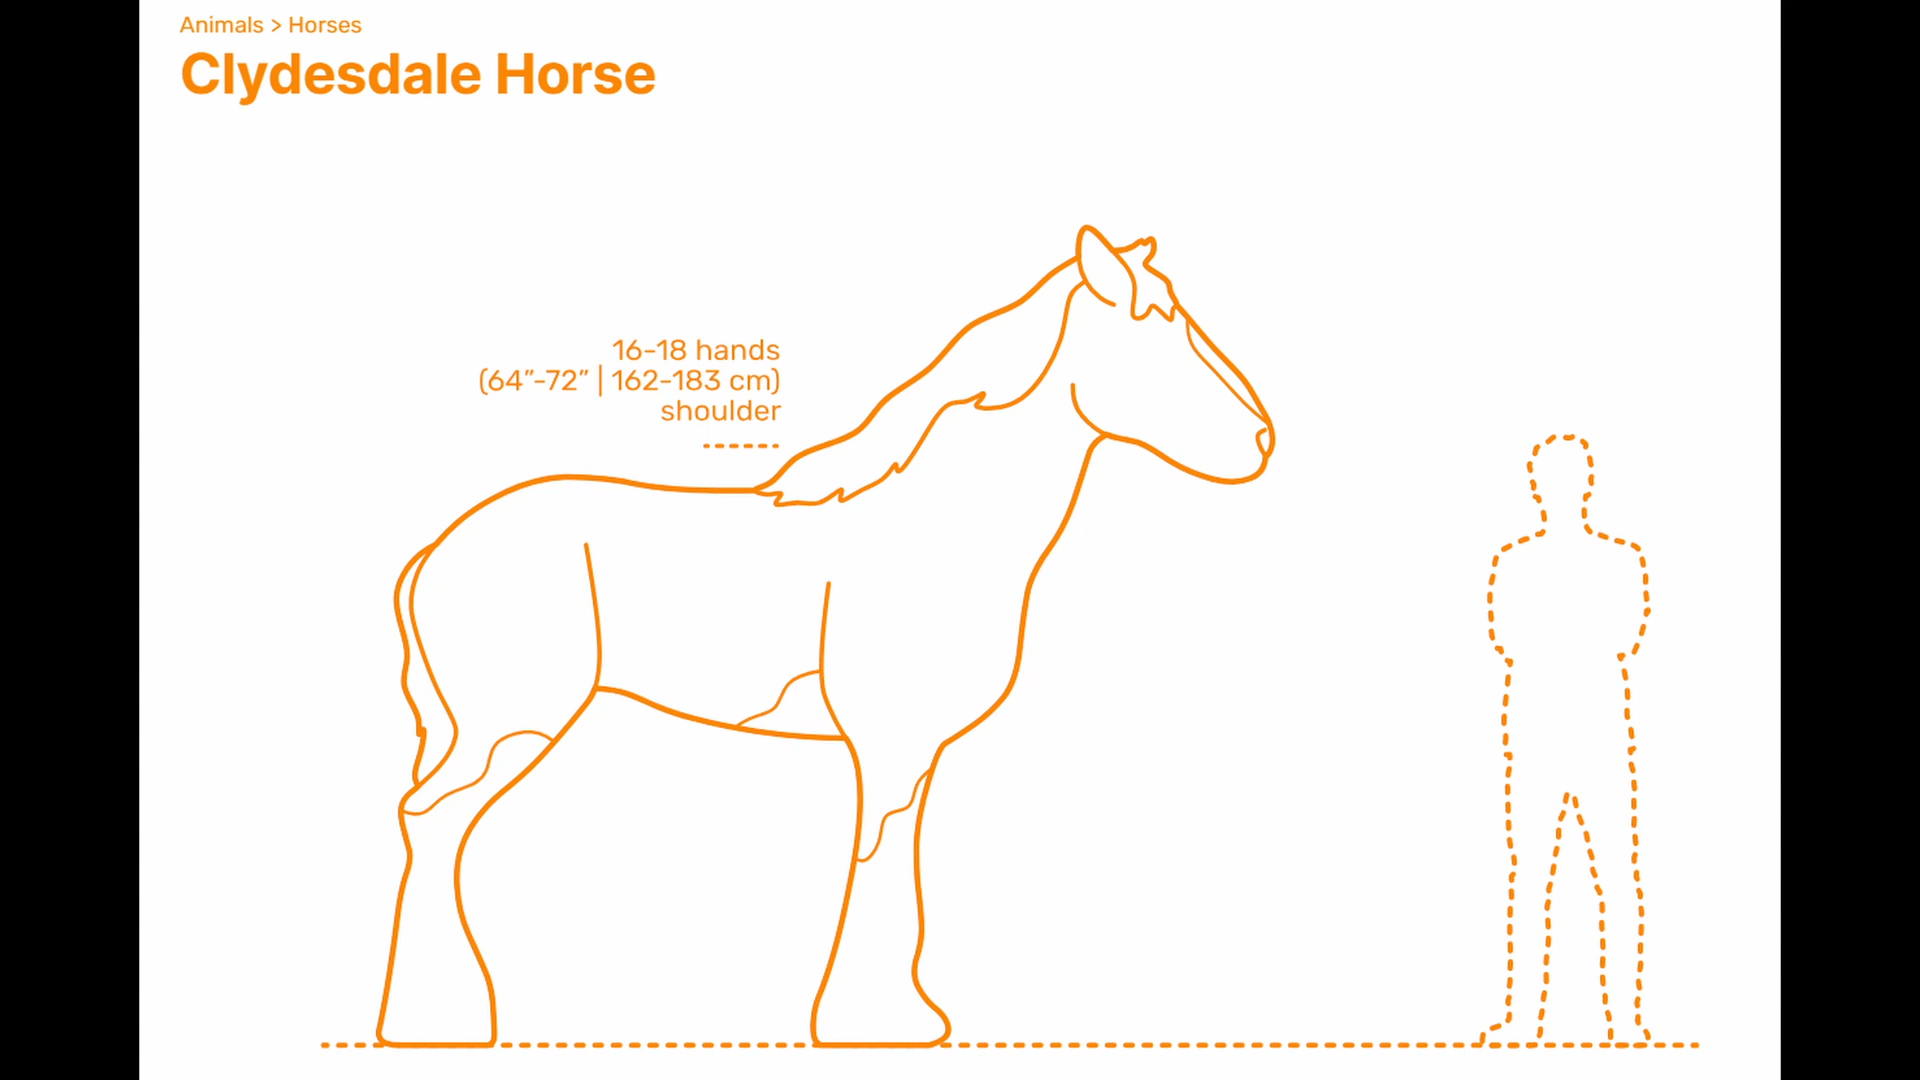 Animals > Horses
Clydesdale Horse
16-18 hands
(64”-72” | 162-183 cm)
shoulder